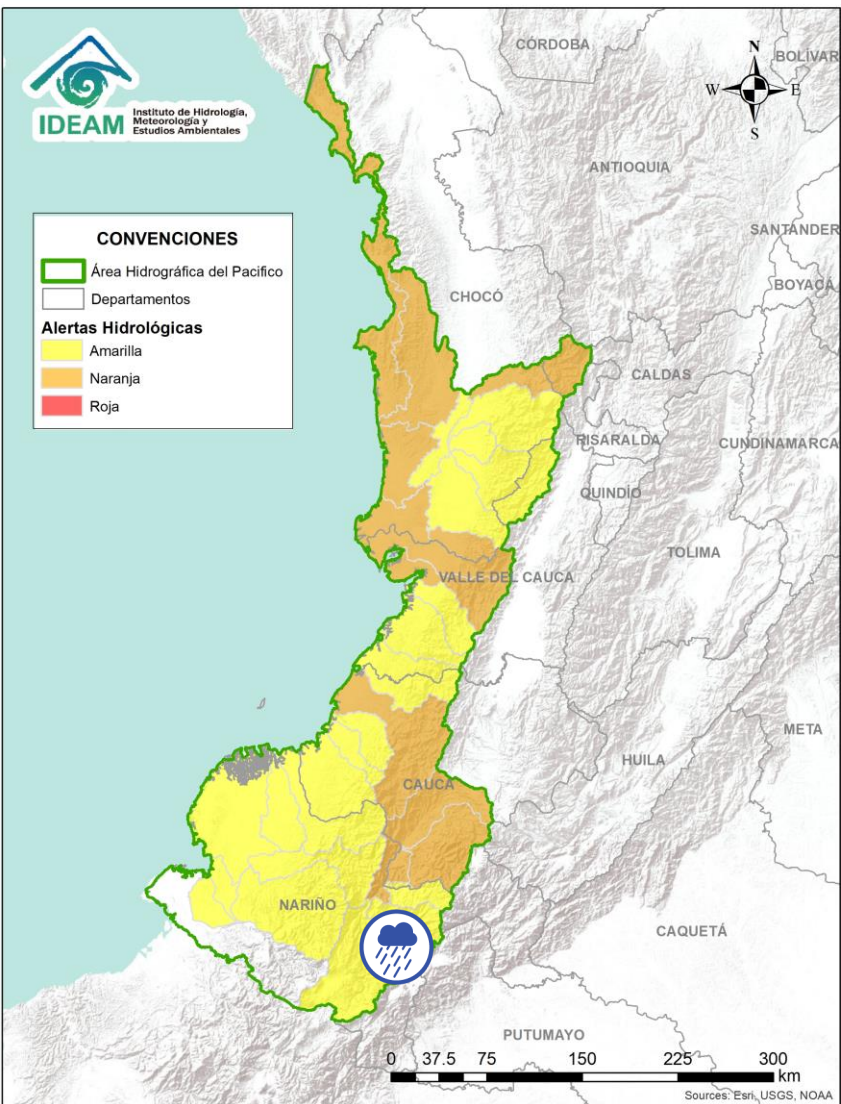 IDEAM
Instituto de Hidrología,
Meteorología y
Estudios Ambientales
N
W
E
S
CONVENCIONES
Área Hidrográfica del Pacifico
Departamentos
Alertas Hidrológicas
Amarilla
Naranja
Roja
CÓRDOBA
BOLÍVAR
ANTIOQUIA
SANTANDER
BOYACÁ
CHOCÓ
CALDAS
RISARALDA
CUNDINAMARCA
QUINDÍO
TOLIMA
VALLE DEL CAUCA
META
HUILA
CAUCA
NARIÑO
CAQUETÁ
PUTUMAYO
0 37.5 75 150 225 300
km
Sources: Esri, USGS, NOAA